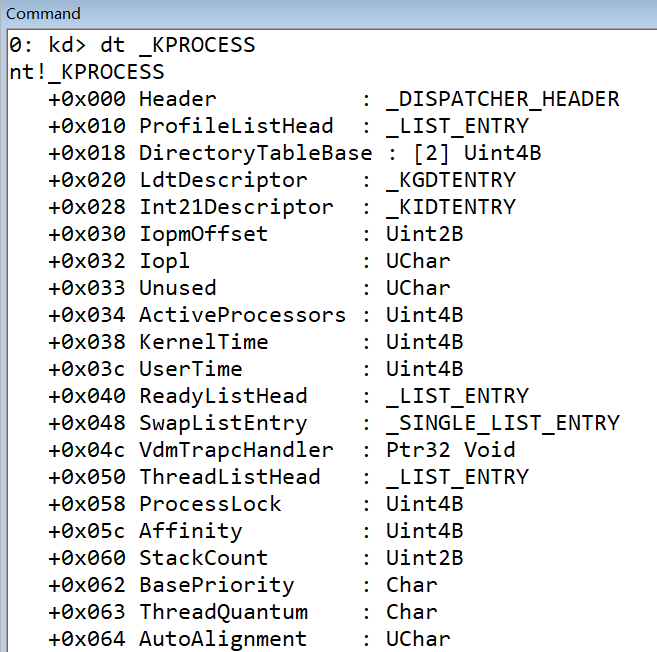 Command
0: kd> dt _KPROCESS
nt!_KPROCESS
   +0x000 Header           : _DISPATCHER_HEADER
   +0x010 ProfileListHead  : _LIST_ENTRY
   +0x018 DirectoryTableBase : [2] Uint4B
   +0x020 LdtDescriptor    : _KGDTENTRY
   +0x028 Int21Descriptor  : _KIDTENTRY
   +0x030 IopmOffset       : Uint2B
   +0x032 Iopl             : UChar
   +0x033 Unused           : UChar
   +0x034 ActiveProcessors : Uint4B
   +0x038 KernelTime       : Uint4B
   +0x03c UserTime         : Uint4B
   +0x040 ReadyListHead    : _LIST_ENTRY
   +0x048 SwapListEntry    : _SINGLE_LIST_ENTRY
   +0x04c VdmTrapcHandler  : Ptr32 Void
   +0x050 ThreadListHead   : _LIST_ENTRY
   +0x058 ProcessLock      : Uint4B
   +0x05c Affinity         : Uint4B
   +0x060 StackCount       : Uint2B
   +0x062 BasePriority     : Char
   +0x063 ThreadQuantum    : Char
   +0x064 AutoAlignment    : UChar